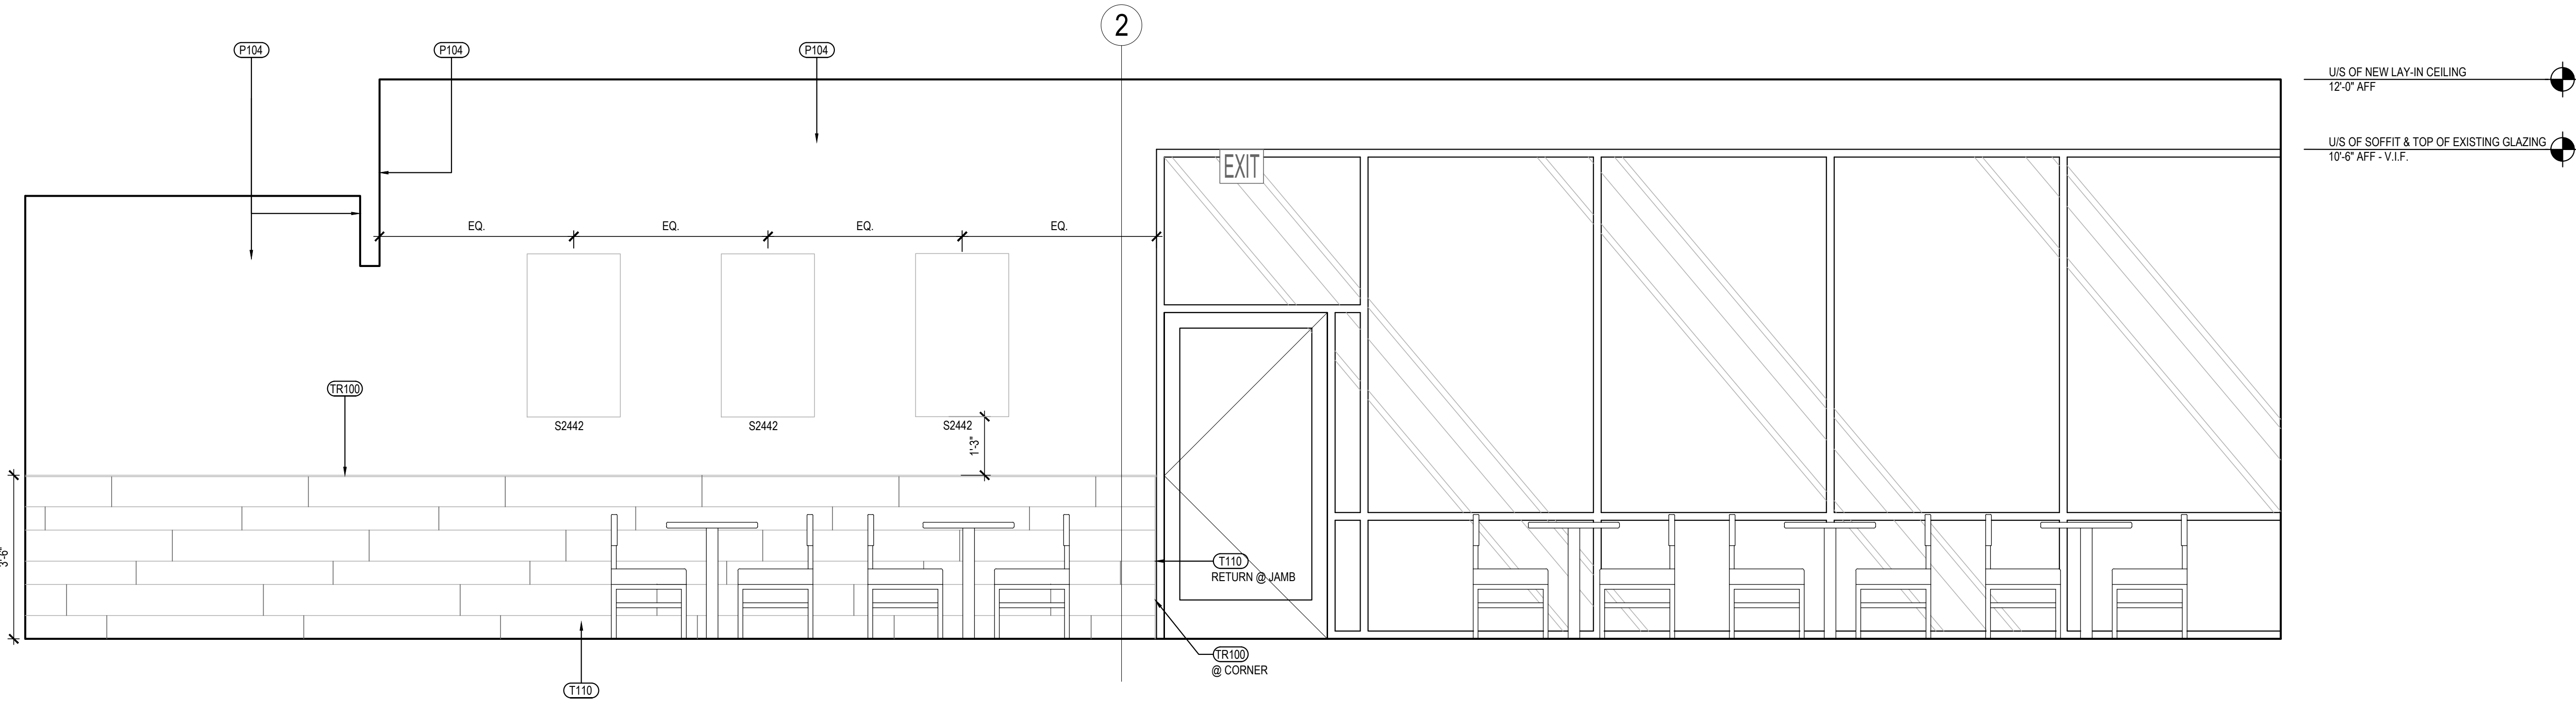 2
P104
P104
P104
U/S OF NEW LAY-IN CEILING
12'-0" AFF
U/S OF SOFFIT & TOP OF EXISTING GLAZING
10'-6" AFF - V.I.F.
EXIT
EQ.
EQ.
EQ.
EQ.
TR100
S2442
S2442
S2442
1'-3"
3'-6"
T110
RETURN @ JAMB
TR100
@ CORNER
T110